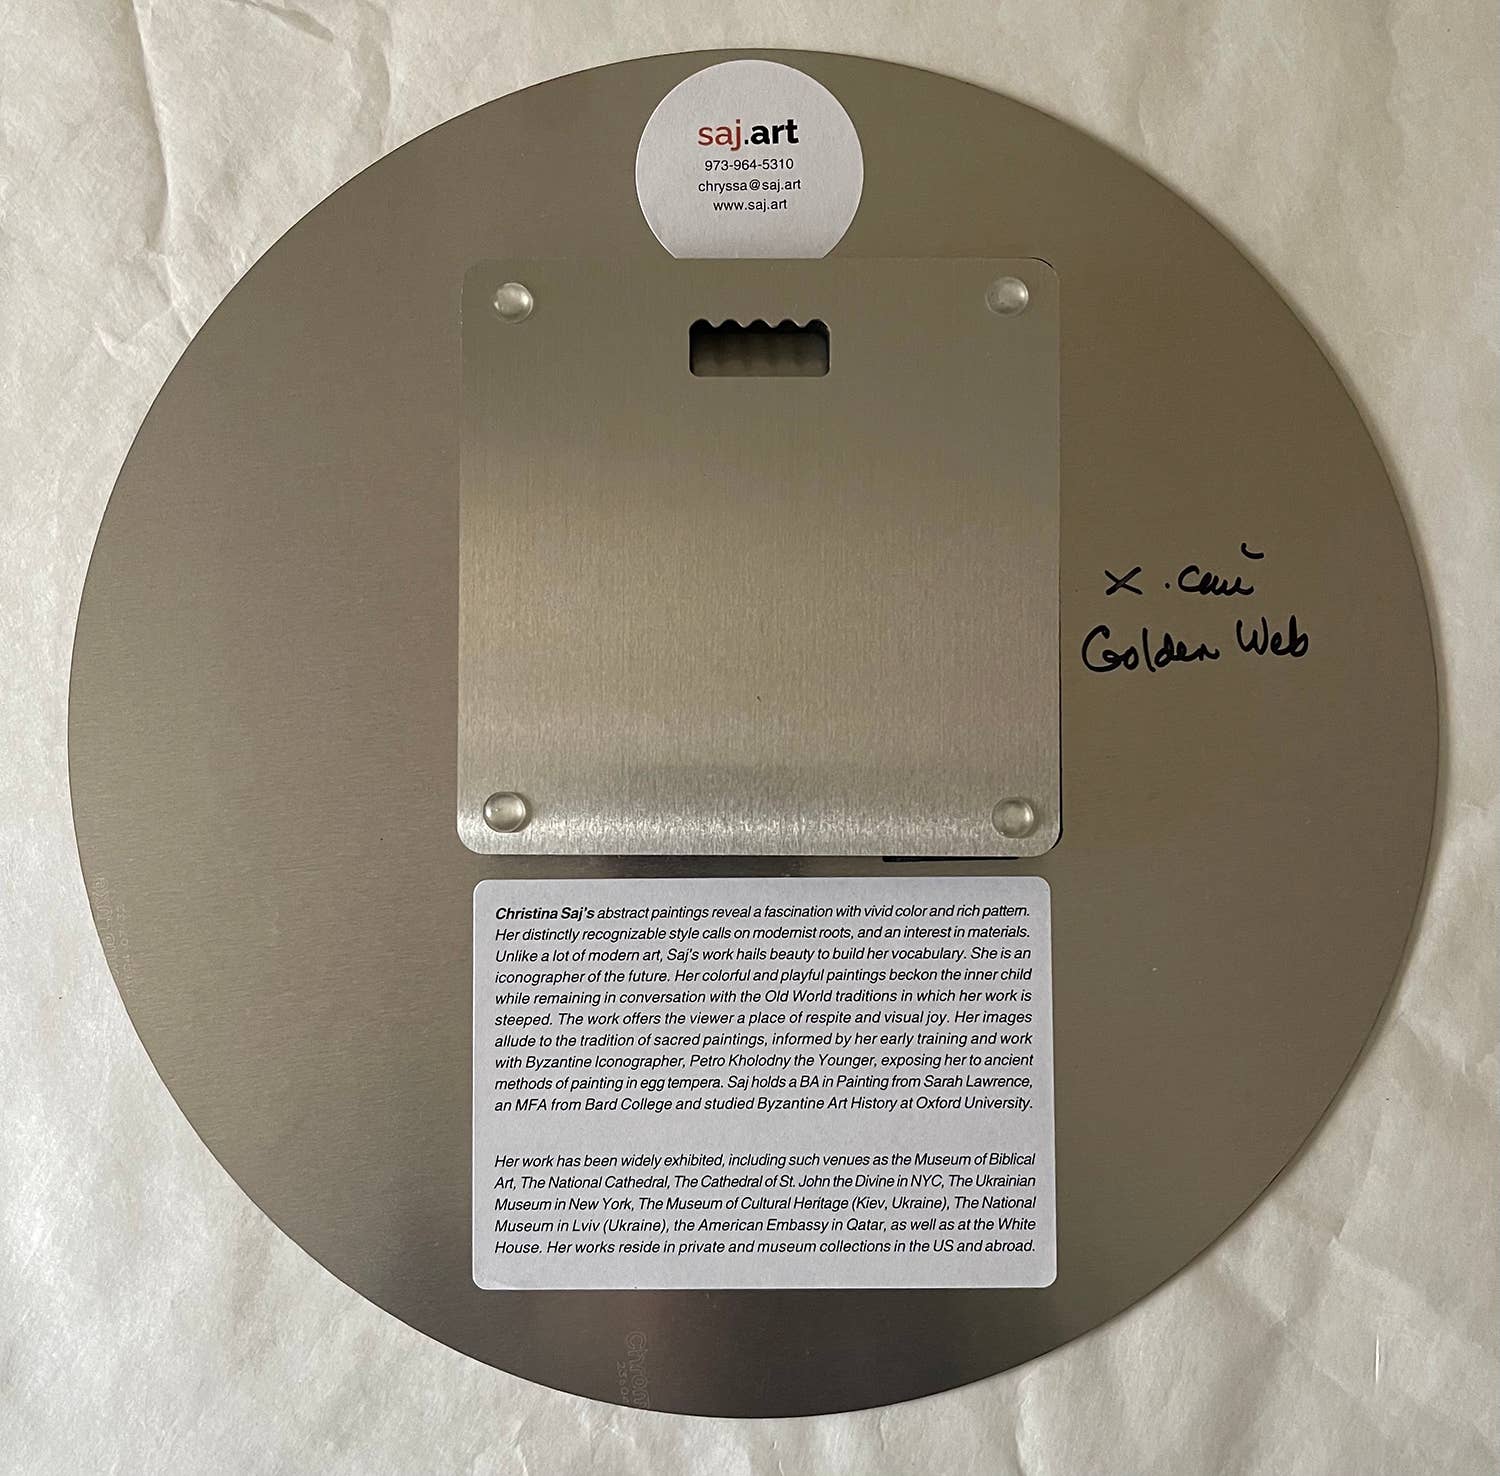 saj.art
973-964-5310
chryssa@saj.art
www.saj.art
х. саій
Golden Web
Christina Saj's abstract paintings reveal a fascination with vivid color and rich pattern.
Her distinctly recognizable style calls on modernist roots, and an interest in materials.
Unlike a lot of modern art, Saj's work hails beauty to build her vocabulary. She is an
iconographer of the future. Her colorful and playful paintings beckon the inner child
while remaining in conversation with the Old World traditions in which her work is
steeped. The work offers the viewer a place of respite and visual joy. Her images
allude to the tradition of sacred paintings, informed by her early training and work
with Byzantine Iconographer, Petro Kholodny the Younger, exposing her to ancient
methods of painting in egg tempera. Saj holds a BA in Painting from Sarah Lawrence,
an MFA from Bard College and studied Byzantine Art History at Oxford University.
Her work has been widely exhibited, including such venues as the Museum of Biblical
Art, The National Cathedral, The Cathedral of St. John the Divine in NYC, The Ukrainian
Museum in New York, The Museum of Cultural Heritage (Kiev, Ukraine), The National
Museum in Lviv (Ukraine), the American Embassy in Qatar, as well as at the White
House. Her works reside in private and museum collections in the US and abroad.